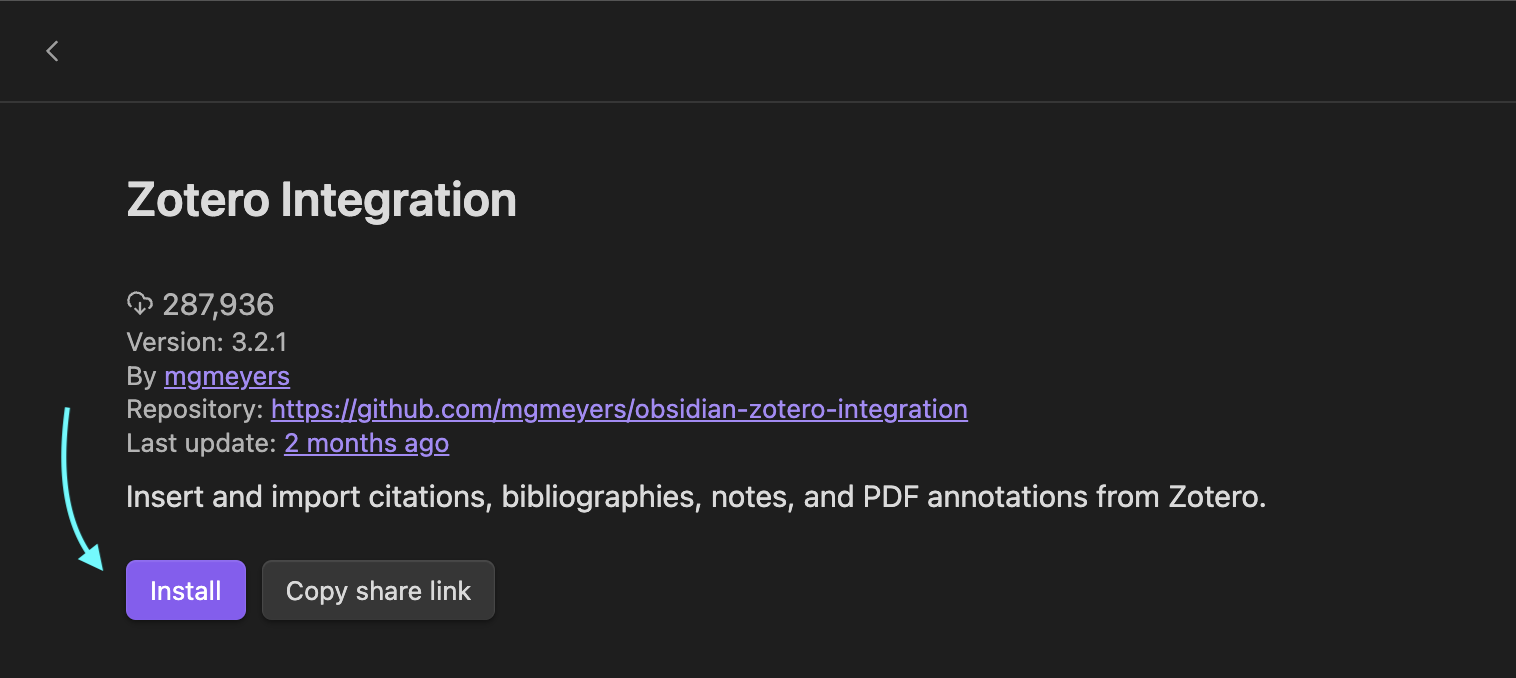 Zotero Integration
287,936
Version: 3.2.1
By mgmeyers
Repository: https://github.com/mgmeyers/obsidian-zotero-integration
Last update: 2 months ago
Insert and import citations, bibliographies, notes, and PDF annotations from Zotero.
Install
Copy share link